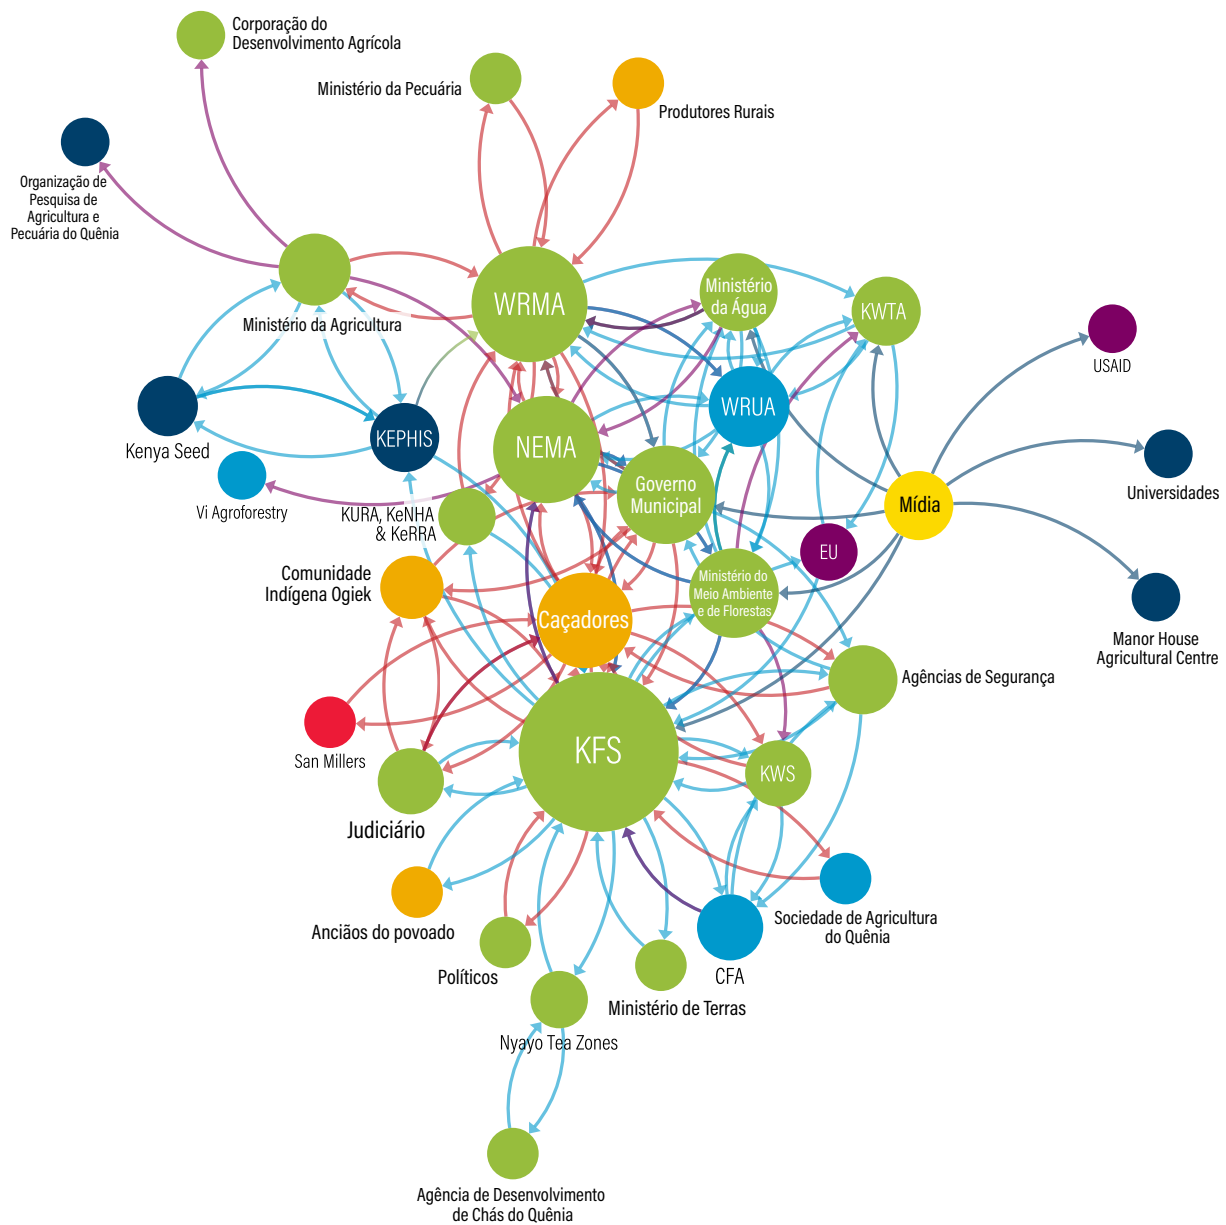 Corporação do
Desenvolvimento Agrícola
Ministério da Pecuária
Produtores Rurais
Organização de
Pesquisa de
Agricultura e
Pecuária do Quênia
WRMA
Ministério
da Água
KWTA
Ministério da Agricultura
USAID
WRUA
Kenya Seed
KEPHIS
NEMA
Governo
Municipal
Mídia
Universidades
Vi Agroforestry
KURA, KeNHA
& KeRRA
EU
Comunidade
Indígena Ogiek
Ministério do
Meio Ambiente
e de Florestas
Caçadores
Manor House
Agricultural Centre
Agências de Segurança
San Millers
KFS
KWS
Judiciário
Anciãos do povoado
Sociedade de Agricultura
do Quênia
Políticos
CFA
Ministério de Terras
Nyayo Tea Zones
Agência de Desenvolvimento
de Chás do Quênia